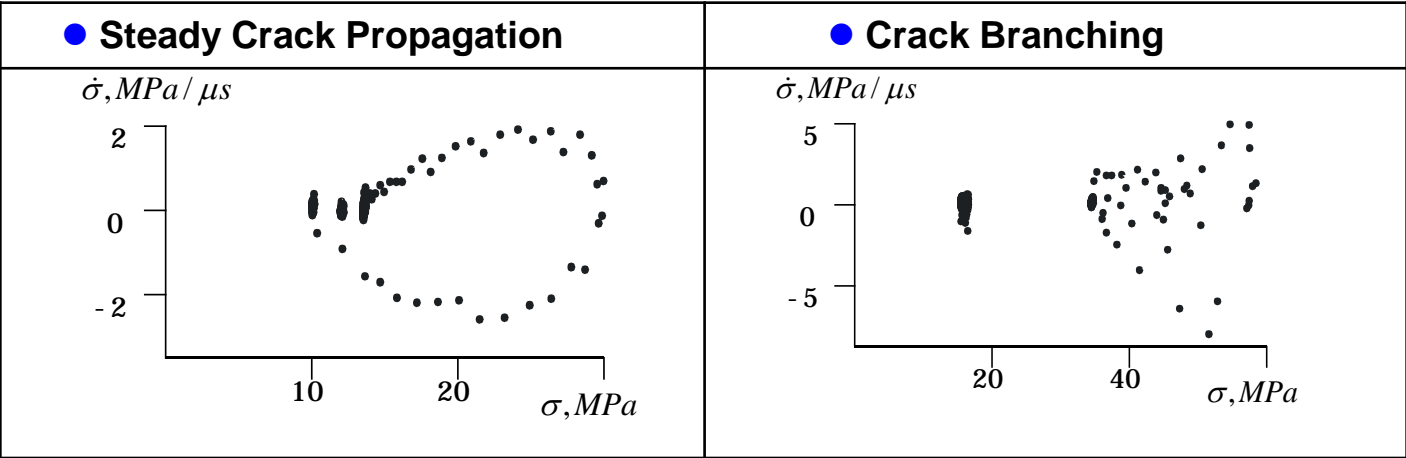 ● Steady Crack Propagation
● Crack Branching
σ̇, MPa / μs
2
0
- 2
10
20
σ, MPa
σ̇, MPa / μs
5
0
- 5
20
40
σ, MPa